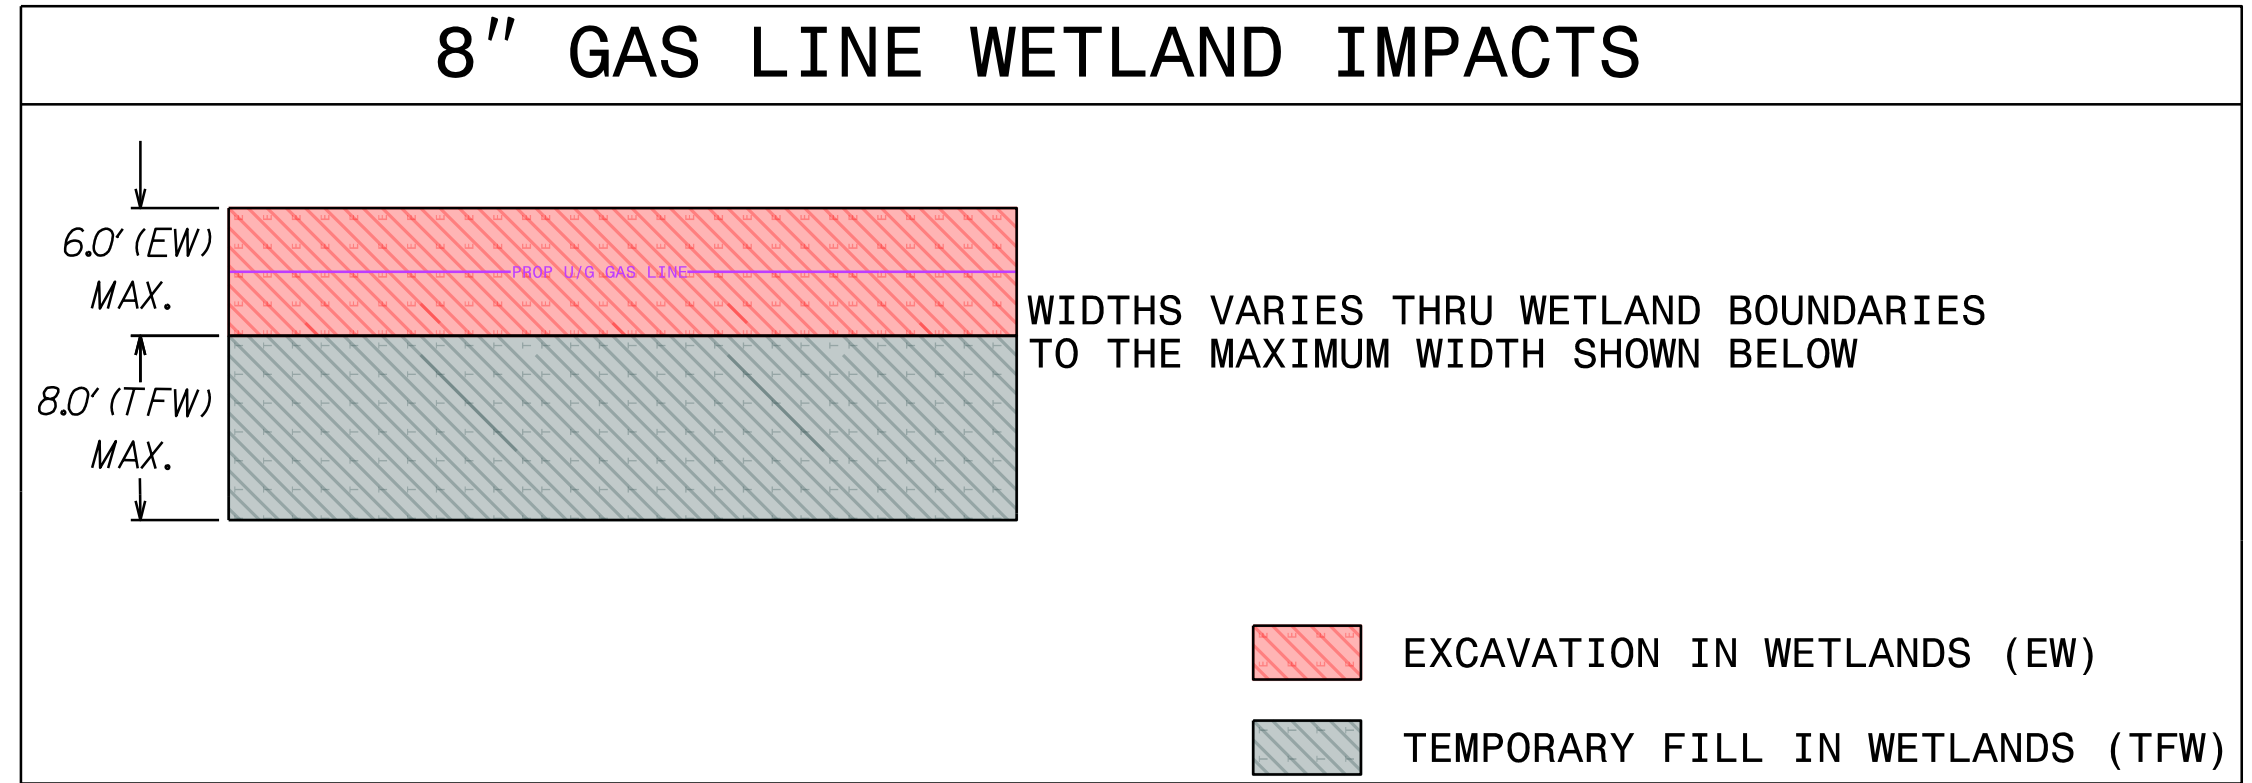 8" GAS LINE WETLAND IMPACTS
6.0' (EW)
MAX.
PROP U/G GAS LINE
8.0' (TFW)
MAX.
WIDTHS VARIES THRU WETLAND BOUNDARIES
TO THE MAXIMUM WIDTH SHOWN BELOW
EXCAVATION IN WETLANDS (EW)
TEMPORARY FILL IN WETLANDS (TFW)